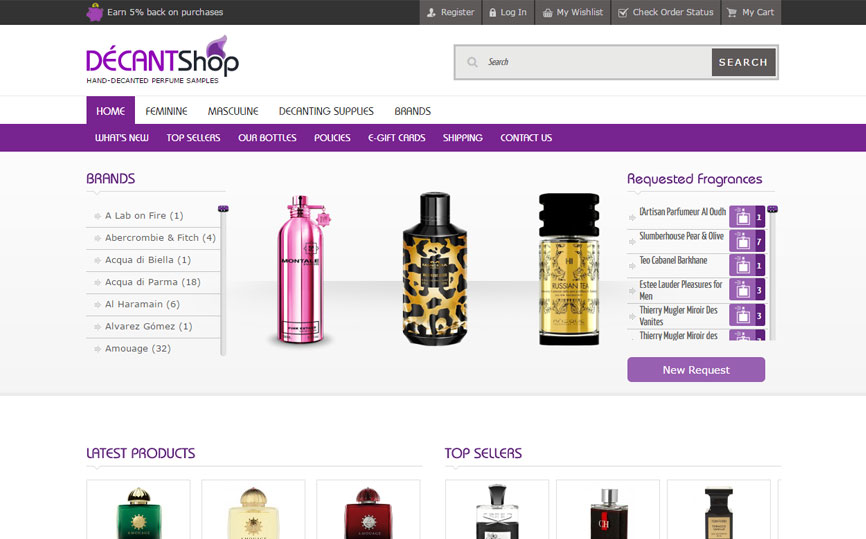 Earn 5% back on purchases
Register
Log In
My Wishlist
Check Order Status
My Cart
DÉCANTShop
HAND-DECANTED PERFUME SAMPLES
Search
SEARCH
HOME
FEMININE
MASCULINE
DECANTING SUPPLIES
BRANDS
WHAT'S NEW
TOP SELLERS
OUR BOTTLES
POLICIES
E-GIFT CARDS
SHIPPING
CONTACT US
BRANDS
A Lab on Fire (1)
Abercrombie & Fitch (4)
Acqua di Biella (1)
Acqua di Parma (18)
Al Haramain (6)
Alvarez Gómez (1)
Amouage (32)
MONTALE
RUSSIAN TEA
Requested Fragrances
L'Artisan Parfumeur Al Oudh 1
Slumberhouse Pear & Olive 7
Teo Cabanel Barkhane 1
Estee Lauder Pleasures for
Men 3
Thierry Mugler Miroir Des
Vanites 3
Thierry Mugler Miroir des
New Request
LATEST PRODUCTS
TOP SELLERS
CH
TOM FORD